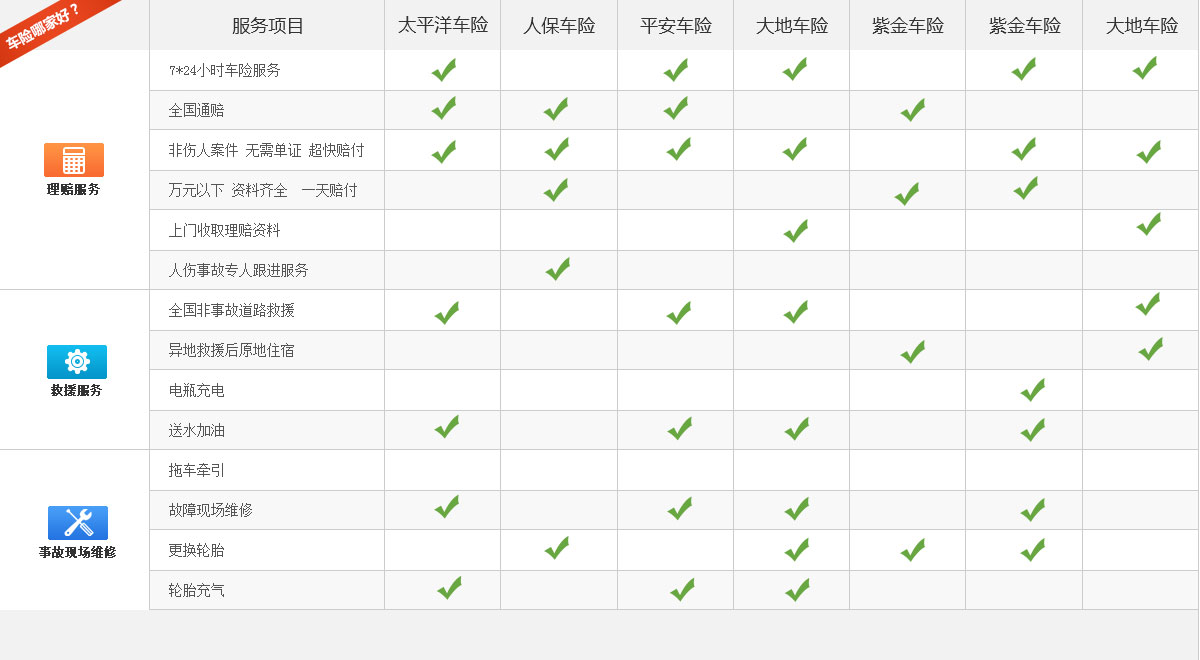 车险哪家好？
服务项目 太平洋车险 人保车险 平安车险 大地车险 紫金车险 紫金车险 大地车险
7*24小时车险服务
全国通赔
非伤人案件 无需单证 超快赔付
理赔服务
万元以下 资料齐全 一天赔付
上门收取理赔资料
人伤事故专人跟进服务
全国非事故道路救援
异地救援后原地住宿
救援服务
电瓶充电
送水加油
拖车牵引
故障现场维修
事故现场维修
更换轮胎
轮胎充气